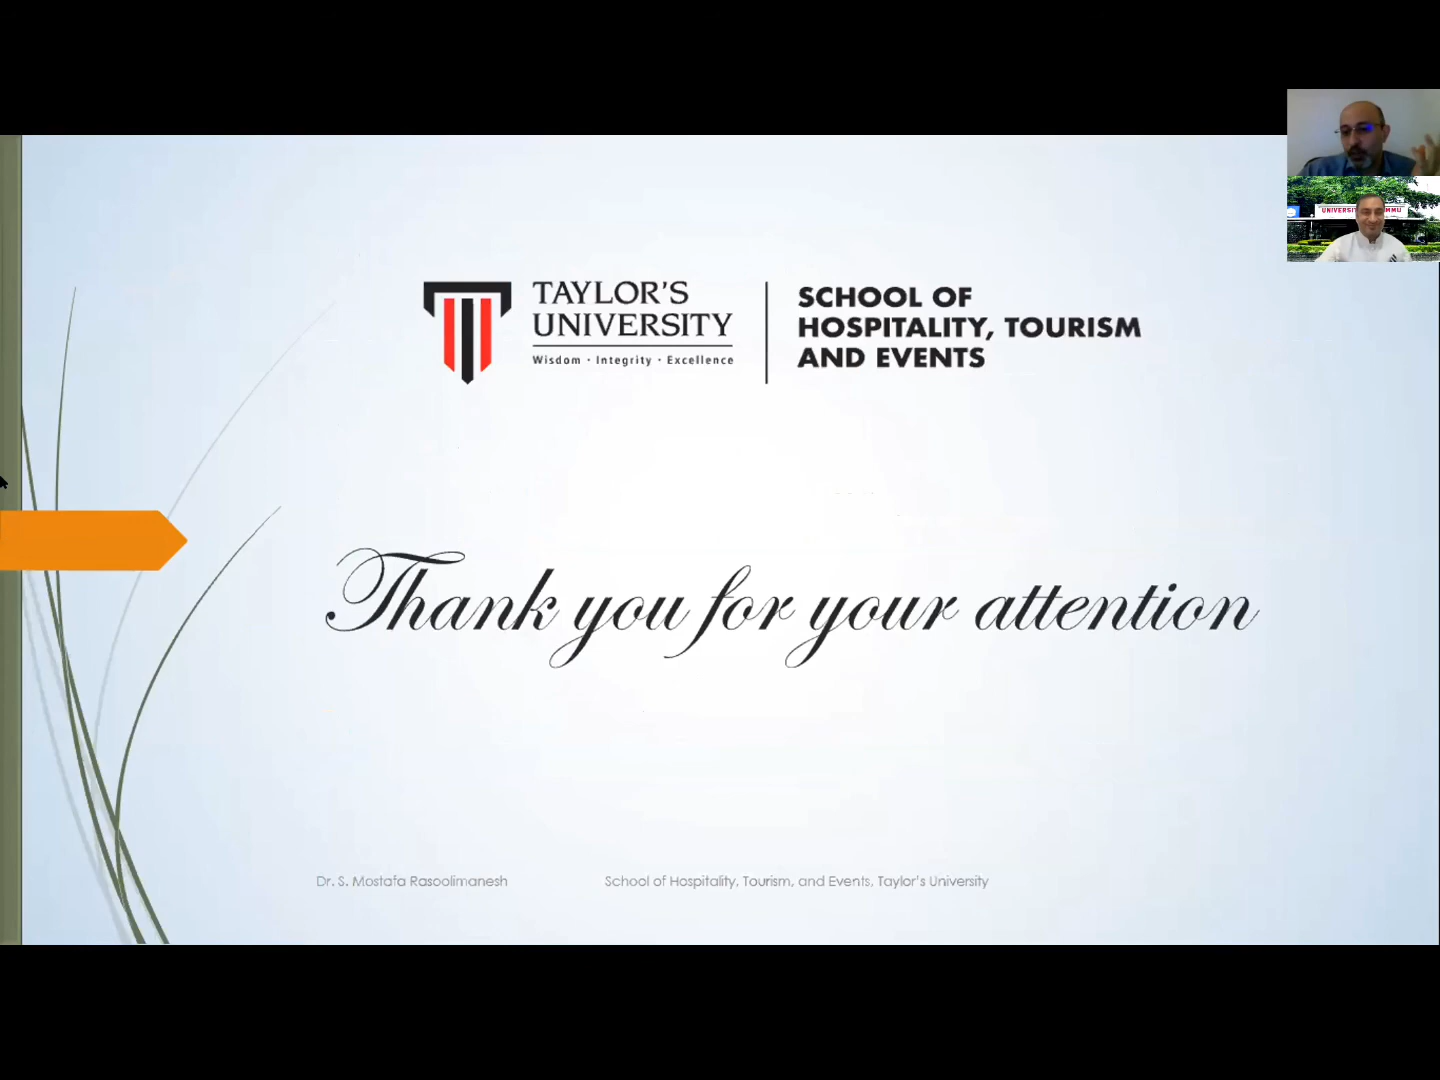 TAYLOR'S
UNIVERSITY
Wisdom · Integrity · Excellence
SCHOOL OF
HOSPITALITY, TOURISM
AND EVENTS
Thank you for your attention
Dr. S. Mostafa Rasoolimanesh
School of Hospitality, Tourism, and Events, Taylor's University